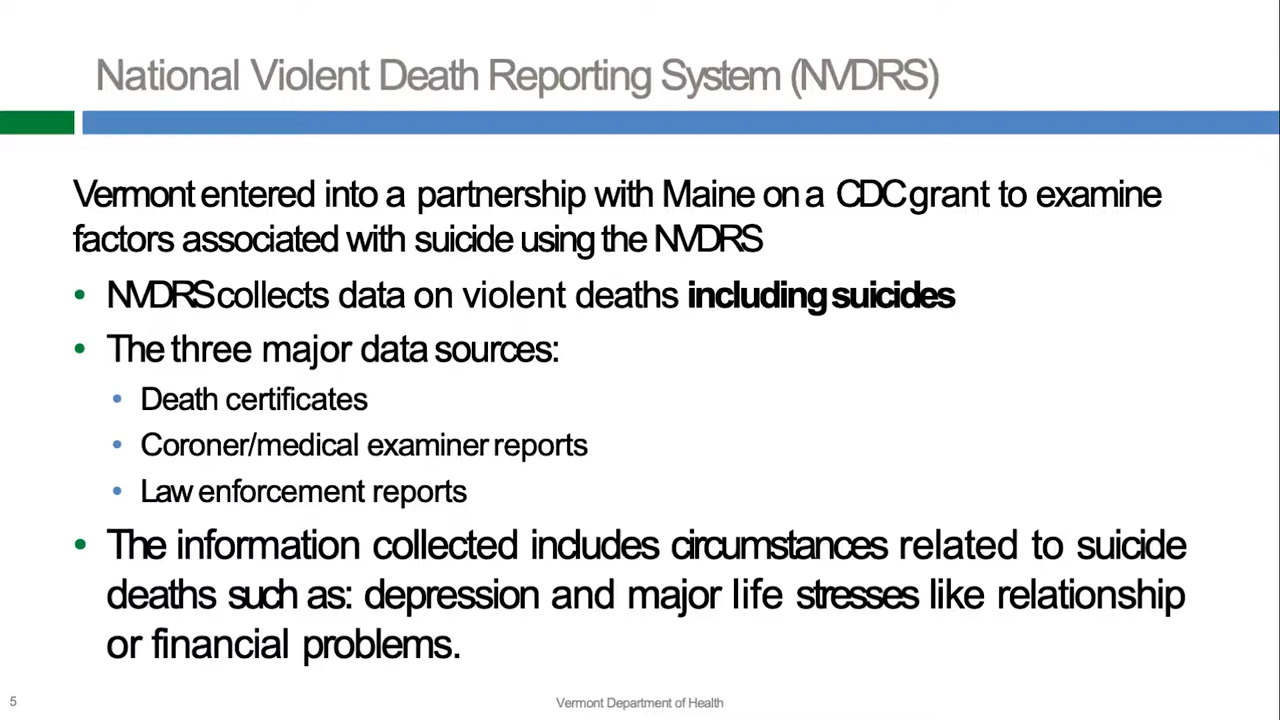 National Violent Death Reporting System (NVDRS)
Vermont entered into a partnership with Maine on a CDC grant to examine
factors associated with suicide using the NVDRS
• NVDRS collects data on violent deaths including suicides
• The three major data sources:
• Death certificates
• Coroner/medical examiner reports
• Law enforcement reports
• The information collected includes circumstances related to suicide
deaths such as: depression and major life stresses like relationship
or financial problems.
5
Vermont Department of Health